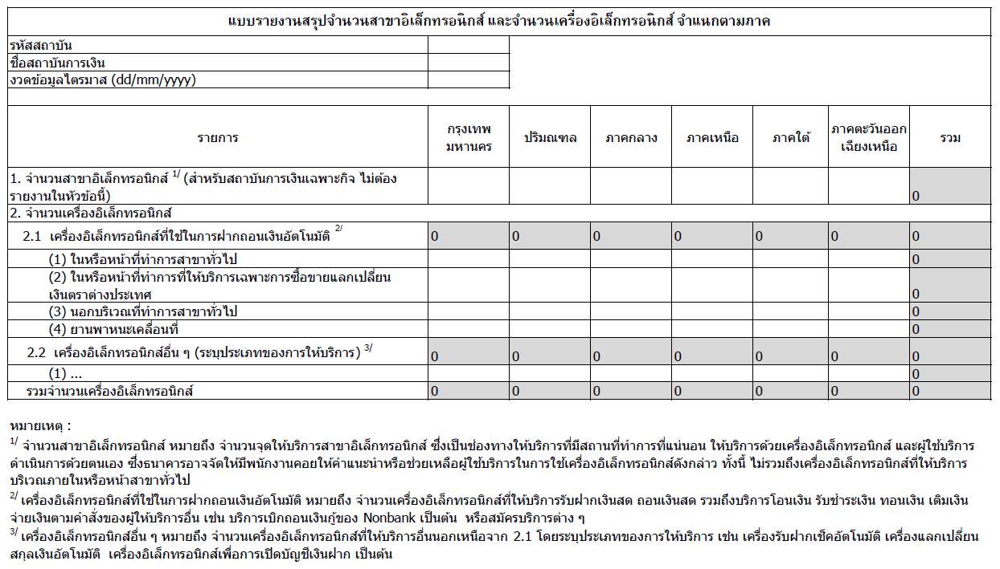 แบบรายงานสรุปจำนวนสาขาอิเล็กทรอนิกส์ และจำนวนเครื่องอิเล็กทรอนิกส์ จำแนกตามภาค
รหัสสถาบัน
ชื่อสถาบันการเงิน
งวดข้อมูลไตรมาส (dd/mm/yyyy)
รายการ กรุงเทพ ปริมณฑล ภาคกลาง ภาคเหนือ ภาคใต้ ภาคตะวันออก รวม
มหานคร เฉียงเหนือ
1. จำนวนสาขาอิเล็กทรอนิกส์ 1/ (สำหรับสถาบันการเงินเฉพาะกิจ ไม่ต้อง
รายงานในหัวข้อนี้) 0
2. จำนวนเครื่องอิเล็กทรอนิกส์
2.1 เครื่องอิเล็กทรอนิกส์ที่ใช้ในการฝากถอนเงินอัตโนมัติ 2/ 0 0 0 0 0 0 0
(1) ในหรือหน้าที่ทำการสาขาทั่วไป 0
(2) ในหรือหน้าที่ทำการที่ให้บริการเฉพาะการซื้อขายแลกเปลี่ยน
เงินตราต่างประเทศ 0
(3) นอกบริเวณที่ทำการสาขาทั่วไป 0
(4) ยานพาหนะเคลื่อนที่ 0
2.2 เครื่องอิเล็กทรอนิกส์อื่น ๆ (ระบุประเภทของการให้บริการ) 3/ 0 0 0 0 0 0 0
(1) ... 0
รวมจำนวนเครื่องอิเล็กทรอนิกส์ 0 0 0 0 0 0 0
หมายเหตุ :
1/ จำนวนสาขาอิเล็กทรอนิกส์ หมายถึง จำนวนจุดให้บริการสาขาอิเล็กทรอนิกส์ ซึ่งเป็นช่องทางให้บริการที่มีสถานที่ทำการที่แน่นอน ให้บริการด้วยเครื่องอิเล็กทรอนิกส์ และผู้ใช้บริการ
ดำเนินการด้วยตนเอง ซึ่งธนาคารอาจจัดให้มีพนักงานคอยให้คำแนะนำหรือช่วยเหลือผู้ใช้บริการในการใช้เครื่องอิเล็กทรอนิกส์ดังกล่าว ทั้งนี้ ไม่รวมถึงเครื่องอิเล็กทรอนิกส์ที่ให้บริการ
บริเวณภายในหรือหน้าสาขาทั่วไป
2/ เครื่องอิเล็กทรอนิกส์ที่ใช้ในการฝากถอนเงินอัตโนมัติ หมายถึง จำนวนเครื่องอิเล็กทรอนิกส์ที่ให้บริการรับฝากเงินสด ถอนเงินสด รวมถึงบริการโอนเงิน รับชำระเงิน ทอนเงิน เติมเงิน
จ่ายเงินตามคำสั่งของผู้ให้บริการอื่น เช่น บริการเบิกถอนเงินกู้ของ Nonbank เป็นต้น หรือสมัครบริการต่าง ๆ
3/ เครื่องอิเล็กทรอนิกส์อื่น ๆ หมายถึง จำนวนเครื่องอิเล็กทรอนิกส์ที่ให้บริการอื่นนอกเหนือจาก 2.1 โดยระบุประเภทของการให้บริการ เช่น เครื่องรับฝากเช็คอัตโนมัติ เครื่องแลกเปลี่ยน
สกุลเงินอัตโนมัติ เครื่องอิเล็กทรอนิกส์เพื่อการเปิดบัญชีเงินฝาก เป็นต้น